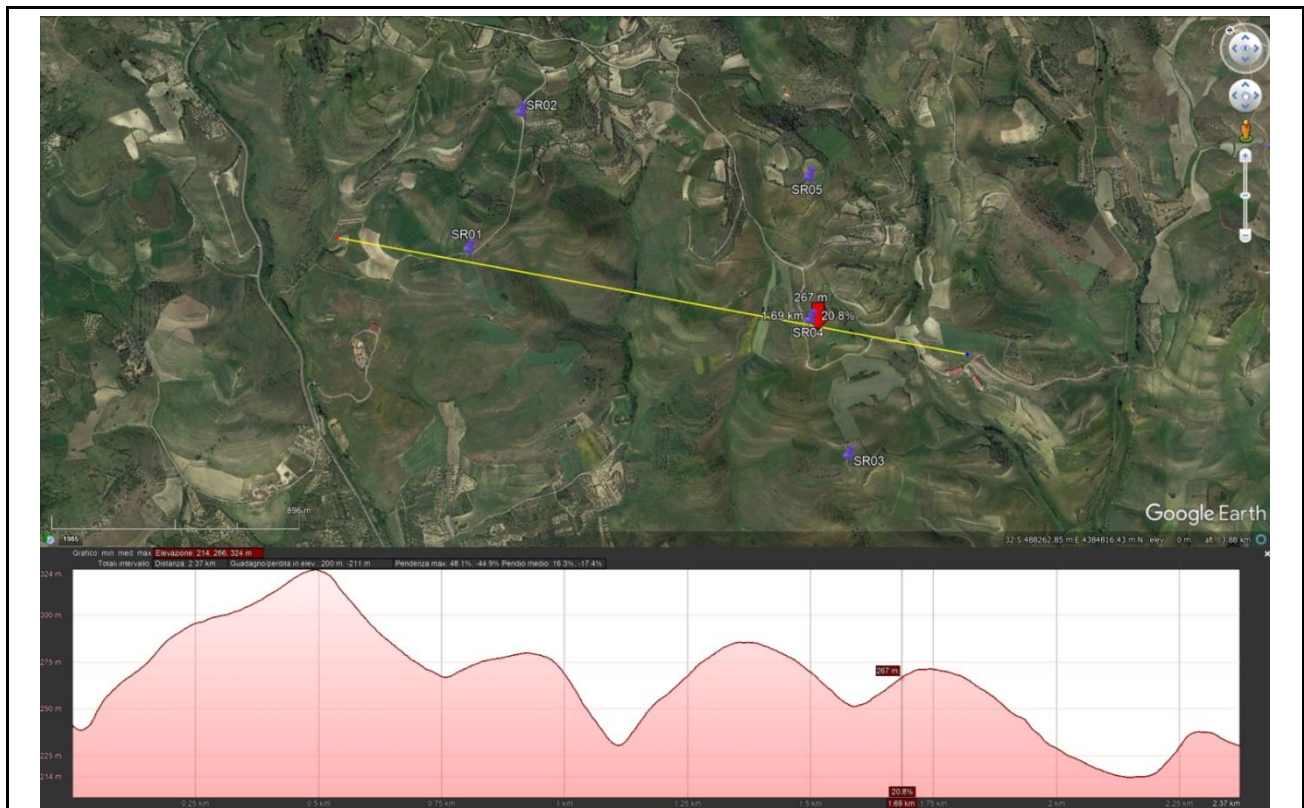 N
SR02
SR05
SR01
267 m
1.69 km 20.8%
SR04
SR03
896 m
Google Earth
1985
32 S 488262.85 m E 4384816.43 m N elev 0 m alt 3.88 km
Grafico: min, med, max Elevazione: 214, 266, 324 m
Totali intervallo: Distanza: 2.37 km Guadagno/perdita in elev.: 200 m, -211 m Pendenza max: 48.1%, -44.9% Pendio medio: 16.3%, -17.4%
324 m
300 m
275 m
267 m
250 m
225 m
214 m
20.8%
0.25 km 0.5 km 0.75 km 1 km 1.25 km 1.5 km 1.69 km 1.75 km 2 km 2.25 km 2.37 km